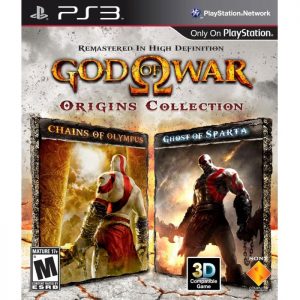 PS3
PlayStation Network
Only On PlayStation
REMASTERED IN HIGH DEFINITION
GOD OF WAR
ORIGINS COLLECTION
CHAINS OF OLYMPUS
GHOST OF SPARTA
MATURE 17+
M
ESRB
3D
Compatible
Game
SONY